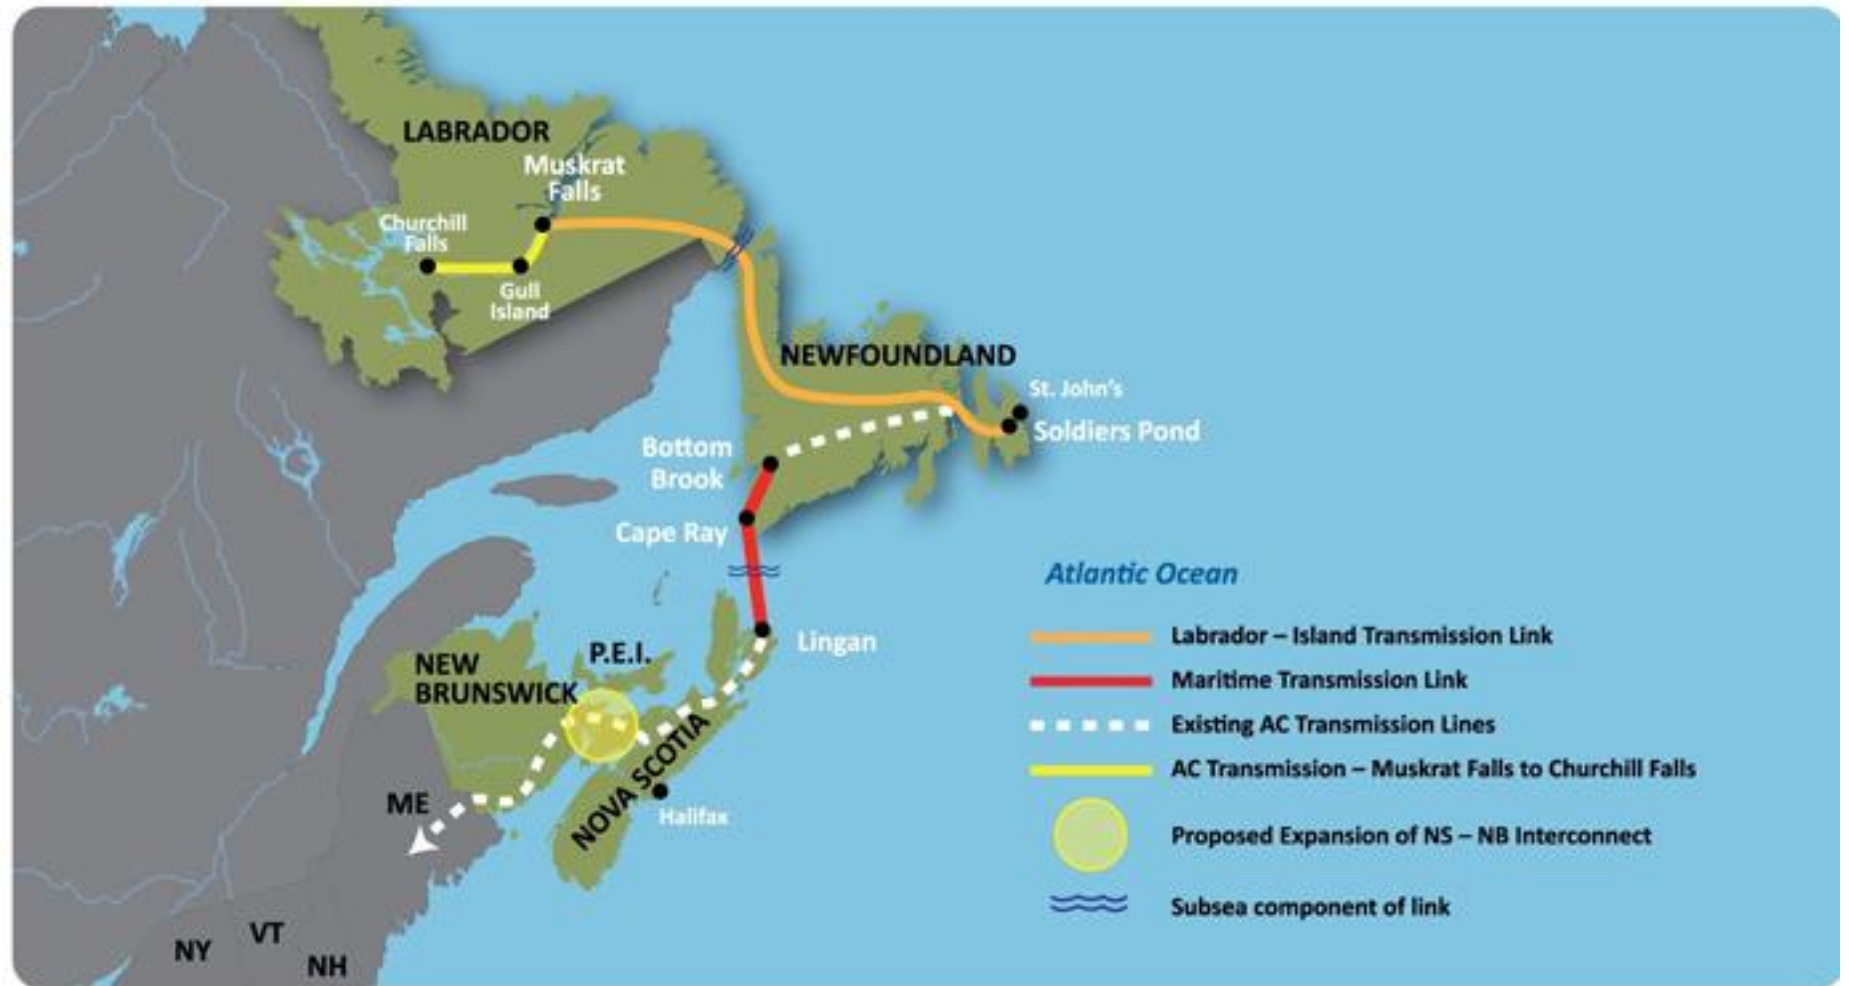 LABRADOR
Muskrat
Falls
Churchill
Falls
Gull
Island
NEWFOUNDLAND
St. John's
Soldiers Pond
Bottom
Brook
Cape Ray
Lingan
P.E.I.
NEW
BRUNSWICK
NOVA SCOTIA
Halifax
ME
NY
VT
NH
Atlantic Ocean
Labrador – Island Transmission Link
Maritime Transmission Link
Existing AC Transmission Lines
AC Transmission – Muskrat Falls to Churchill Falls
Proposed Expansion of NS – NB Interconnect
Subsea component of link